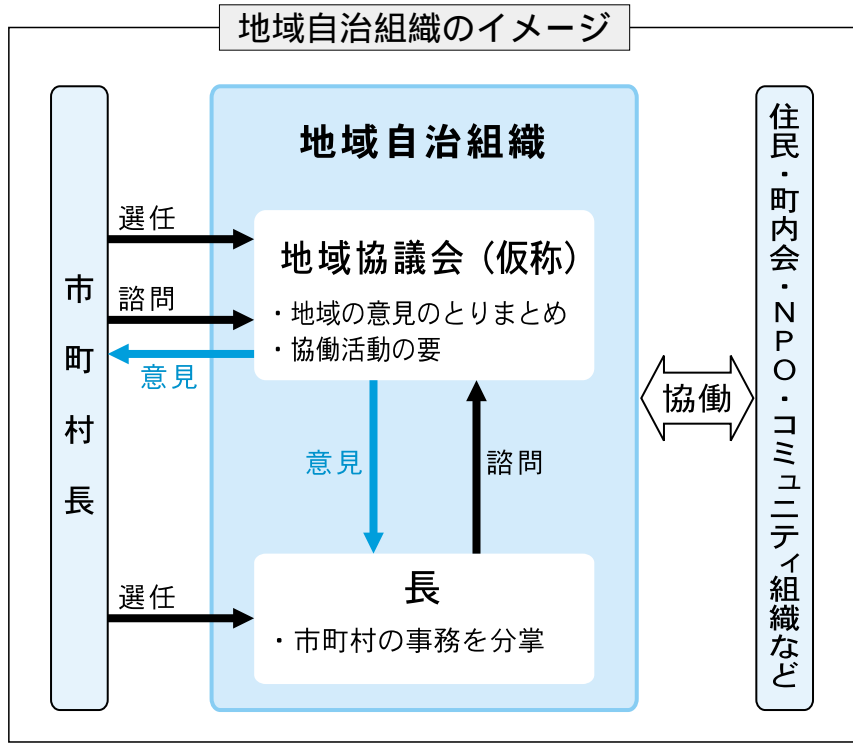 地域自治組織のイメージ
市町村長
選任
諮問
意見
選任
地域自治組織
地域協議会（仮称）
・地域の意見のとりまとめ
・協働活動の要
意見
諮問
長
・市町村の事務を分掌
協働
住民・町内会・NPO・コミュニティ組織など